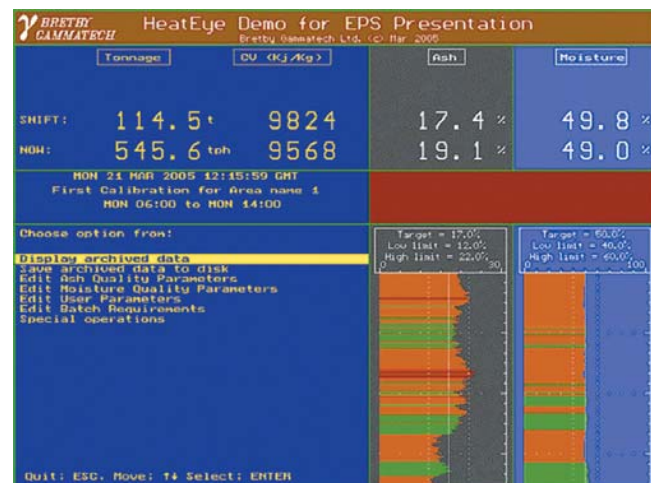 BRETBY GAMMATECH
HeatEye Demo for EPS Presentation
Bretby Gammatech Ltd. (c) Mar 2005
Tonnage CV (Kj/Kg) Ash Moisture
SHIFT: 114.5 t 9824 17.4 % 49.8 %
NOW: 545.6 tph 9568 19.1 % 49.0 %
MON 21 MAR 2005 12:15:59 GMT
First Calibration for Area name 1
MON 06:00 to MON 14:00
Choose option from:
Display archived data
Save archived data to disk
Edit Ash Quality Parameters
Edit Moisture Quality Parameters
Edit User Parameters
Edit Batch Requirements
Special operations
Target = 17.0%
Low limit = 12.0%
High limit = 22.0%
0 30
Target = 50.0%
Low limit = 40.0%
High limit = 60.0%
0 100
Quit: ESC. Move: ↑↓ Select: ENTER